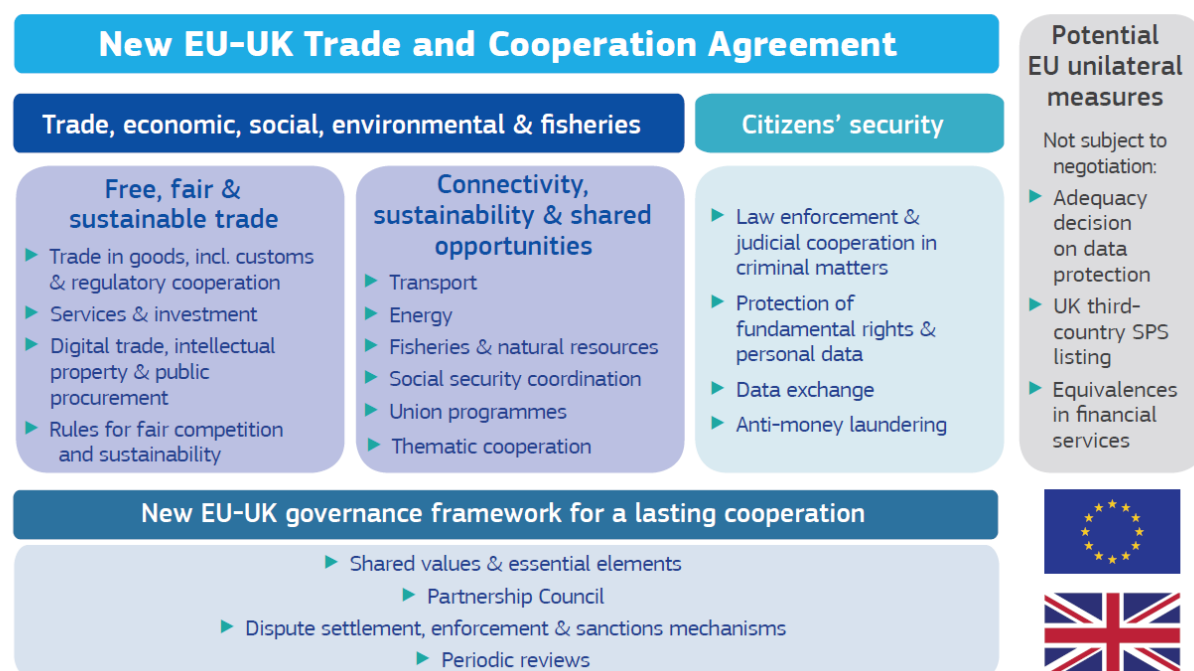 New EU-UK Trade and Cooperation Agreement
Trade, economic, social, environmental & fisheries
Free, fair &
sustainable trade
Trade in goods, incl. customs
& regulatory cooperation
Services & investment
Digital trade, intellectual
property & public
procurement
Rules for fair competition
and sustainability
Connectivity,
sustainability & shared
opportunities
Transport
Energy
Fisheries & natural resources
Social security coordination
Union programmes
Thematic cooperation
Citizens' security
Law enforcement &
judicial cooperation in
criminal matters
Protection of
fundamental rights &
personal data
Data exchange
Anti-money laundering
New EU-UK governance framework for a lasting cooperation
Shared values & essential elements
Partnership Council
Dispute settlement, enforcement & sanctions mechanisms
Periodic reviews
Potential
EU unilateral
measures
Not subject to
negotiation:
Adequacy
decision
on data
protection
UK third-
country SPS
listing
Equivalences
in financial
services